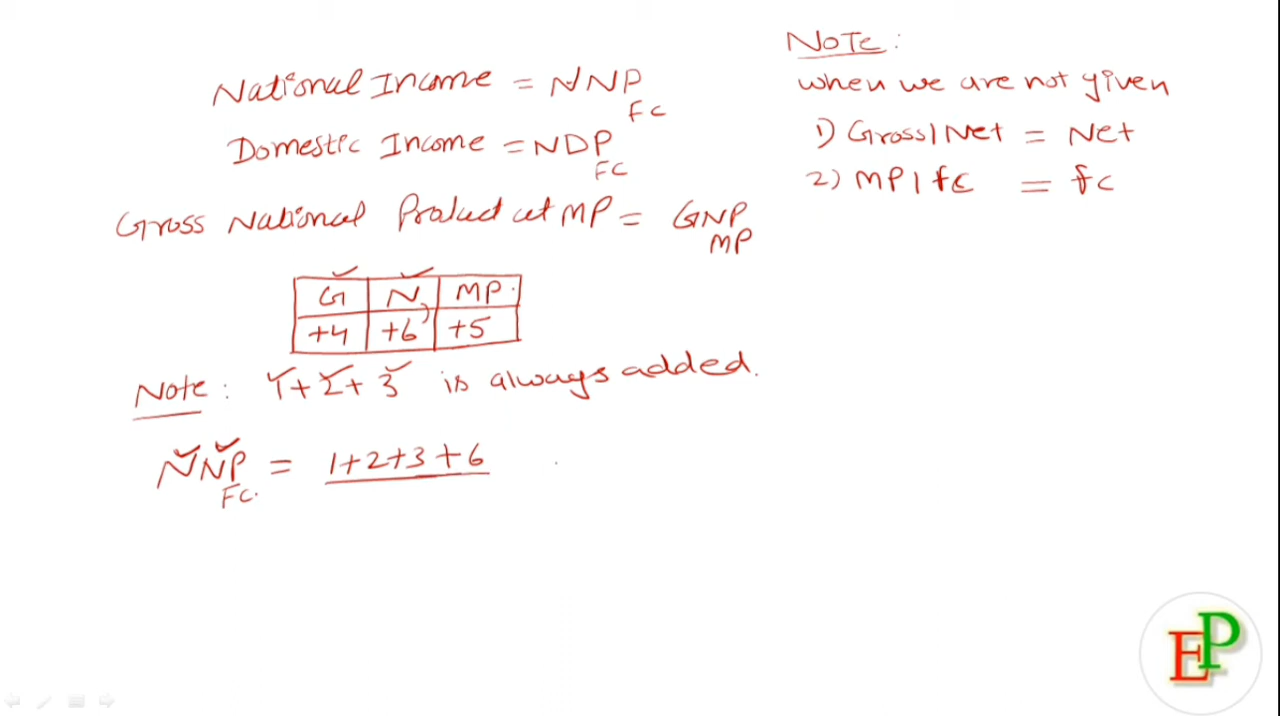 National Income = NNP
FC
Domestic Income = NDP
FC
Gross National Product at MP = GNP
MP
G N MP
+4 +6 +5
Note: 1+2+3 is always added.
NNP = 1+2+3+6
FC.
NOTE:
when we are not given
1) Gross/Net = Net
2) MP/fc = fc
EP